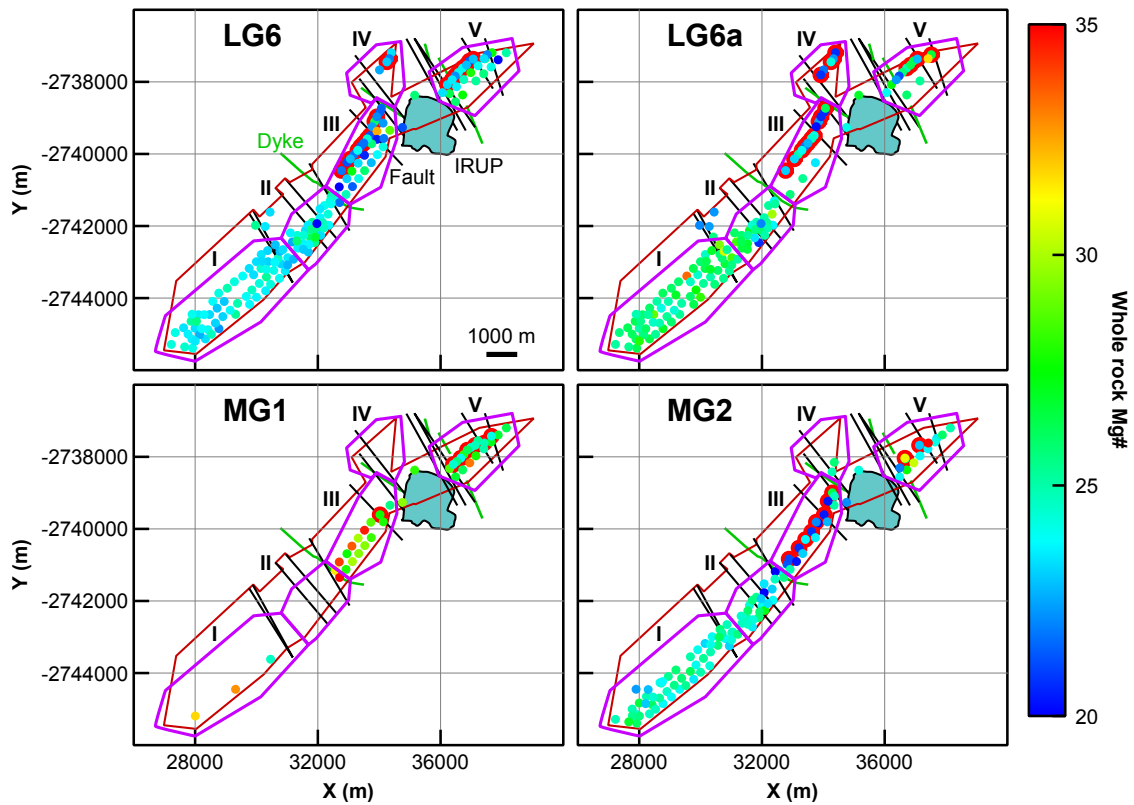 LG6
IV
V
III
Dyke
II
Fault
IRUP
I
1000 m
-2738000
-2740000
-2742000
-2744000
Y (m)
LG6a
IV
V
III
II
I
35
30
25
20
Whole rock Mg#
MG1
IV
V
III
II
I
-2738000
-2740000
-2742000
-2744000
Y (m)
28000
32000
36000
X (m)
MG2
IV
V
III
II
I
28000
32000
36000
X (m)